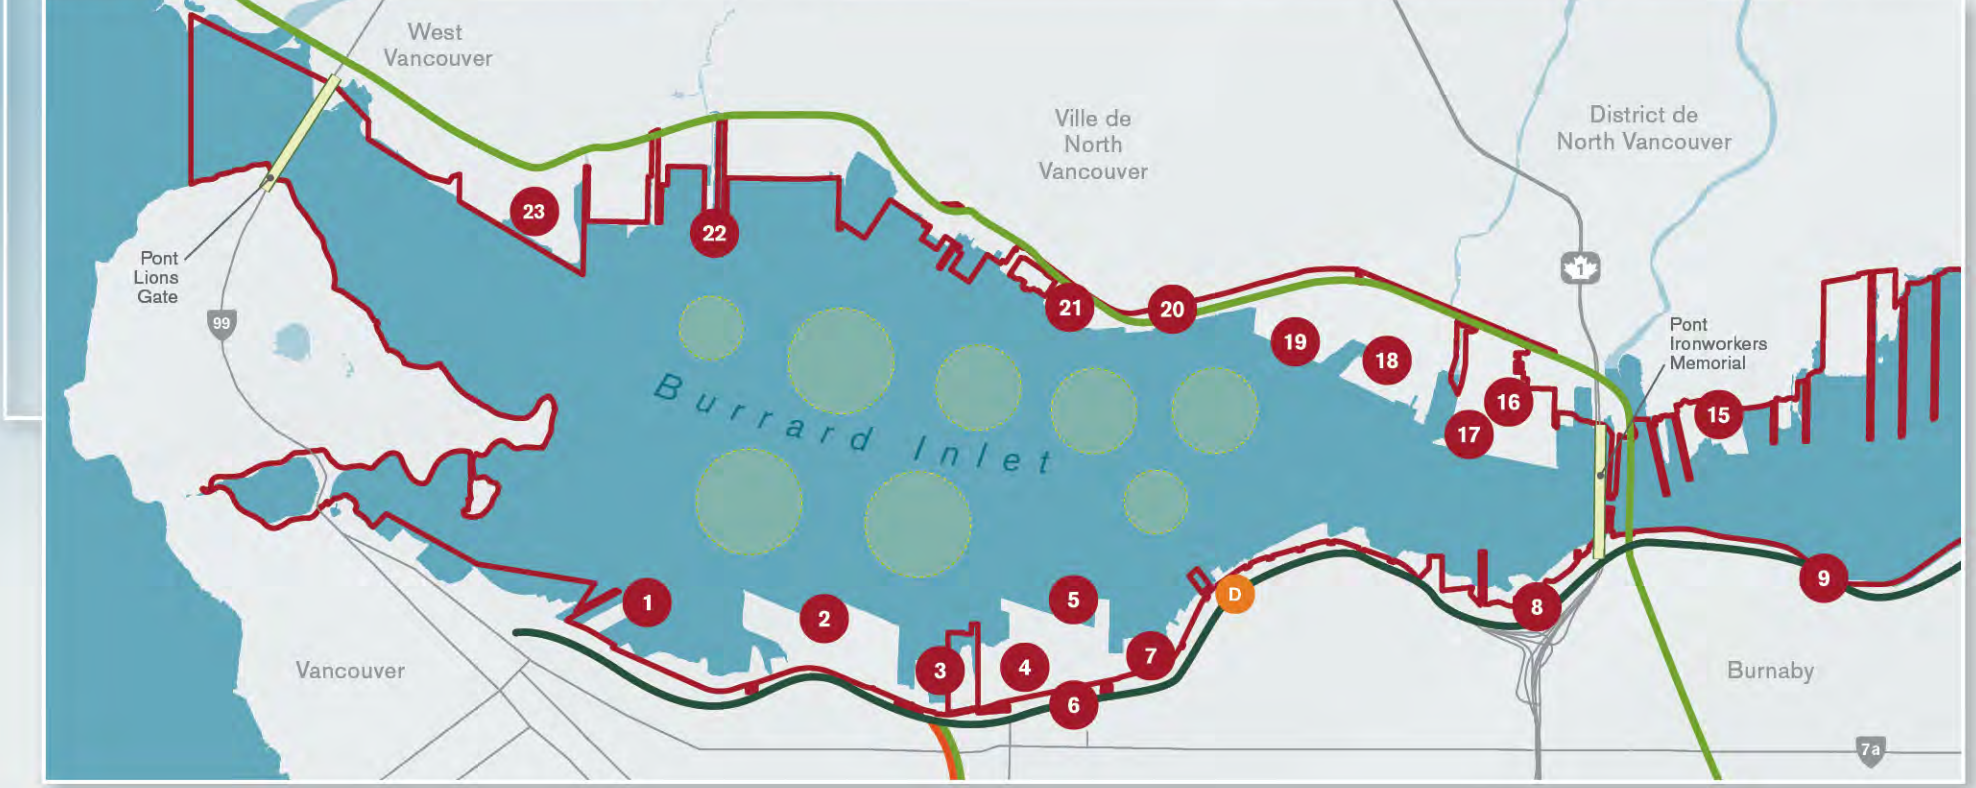 West
Vancouver
Ville de
North
Vancouver
District de
North Vancouver
Pont
Lions
Gate
99
1
Pont
Ironworkers
Memorial
Burrard Inlet
23
22
21
20
19
18
17
16
15
1
2
3
4
5
6
7
D
8
9
Vancouver
Burnaby
7a